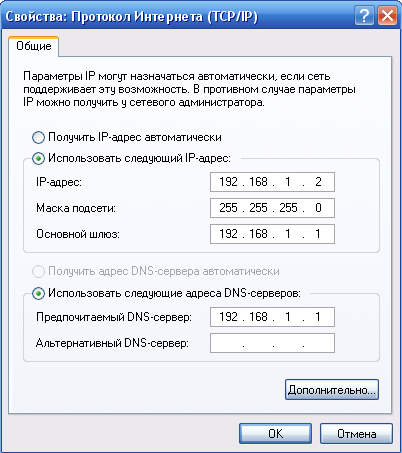 Свойства: Протокол Интернета (TCP/IP)
Общие
Параметры IP могут назначаться автоматически, если сеть
поддерживает эту возможность. В противном случае параметры
IP можно получить у сетевого администратора.
Получить IP-адрес автоматически
Использовать следующий IP-адрес:
IP-адрес: 192 . 168 . 1 . 2
Маска подсети: 255 . 255 . 255 . 0
Основной шлюз: 192 . 168 . 1 . 1
Получить адрес DNS-сервера автоматически
Использовать следующие адреса DNS-серверов:
Предпочитаемый DNS-сервер: 192 . 168 . 1 . 1
Альтернативный DNS-сервер: . . .
Дополнительно...
OK Отмена